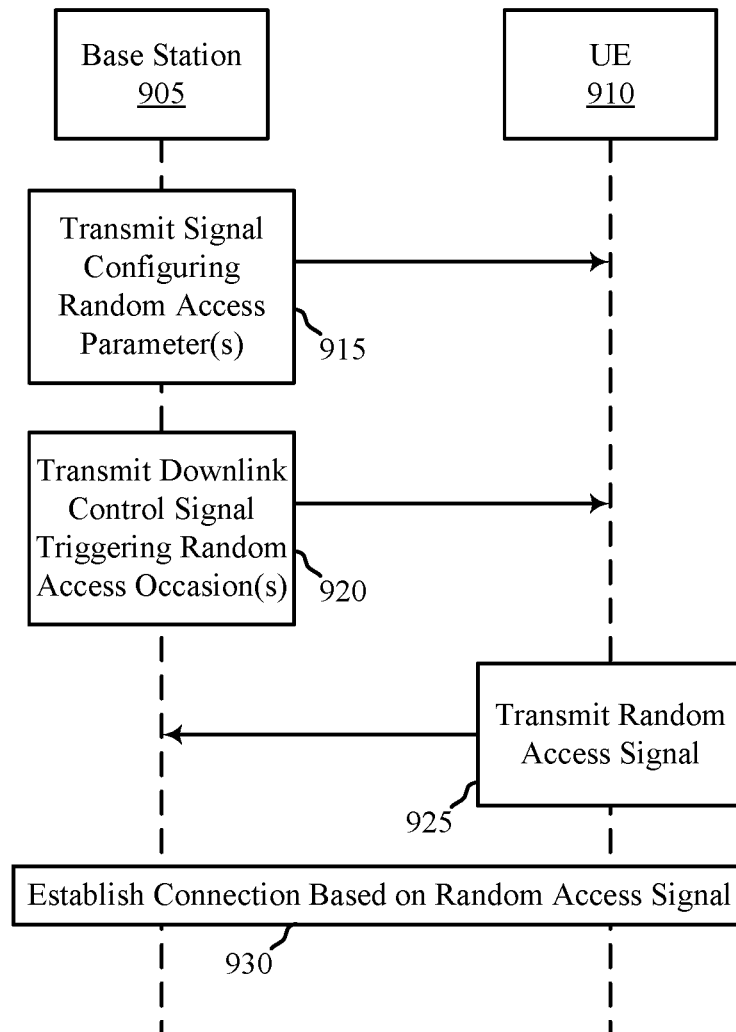 Base Station
905
UE
910
Transmit Signal
Configuring
Random Access
Parameter(s)
915
Transmit Downlink
Control Signal
Triggering Random
Access Occasion(s)
920
Transmit Random
Access Signal
925
Establish Connection Based on Random Access Signal
930